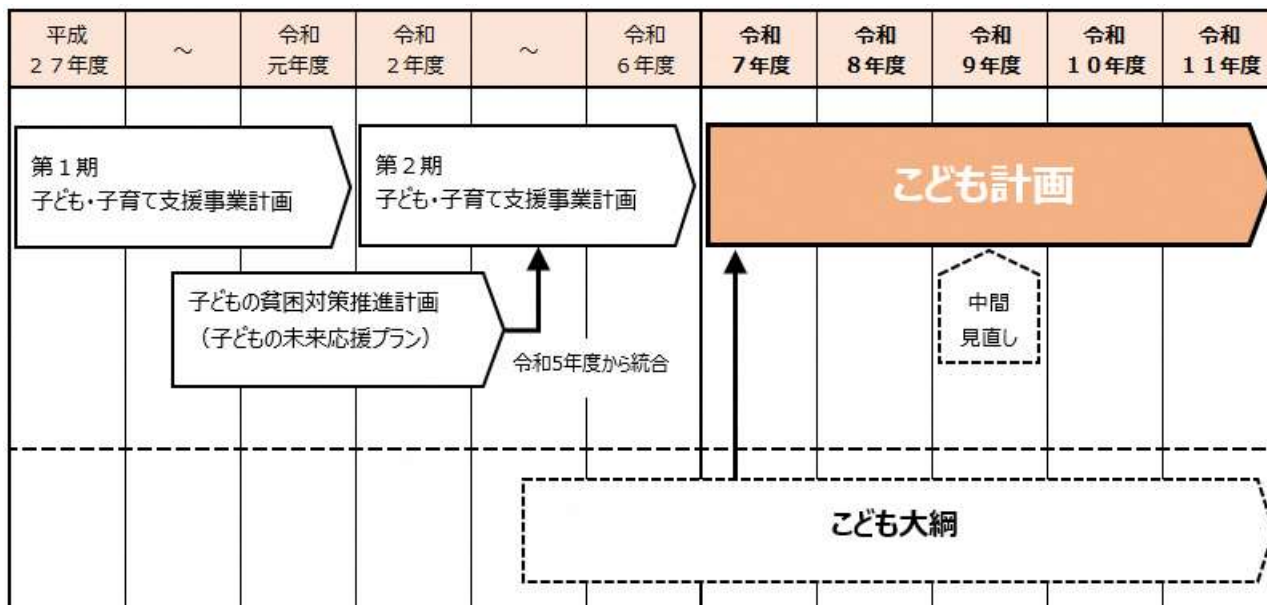 平成
２７年度
～
令和
元年度
令和
２年度
～
令和
６年度
令和
７年度
令和
８年度
令和
９年度
令和
１０年度
令和
１１年度
第１期
子ども・子育て支援事業計画
第２期
子ども・子育て支援事業計画
こども計画
子どもの貧困対策推進計画
（子どもの未来応援プラン）
令和5年度から統合
中間
見直し
こども大綱